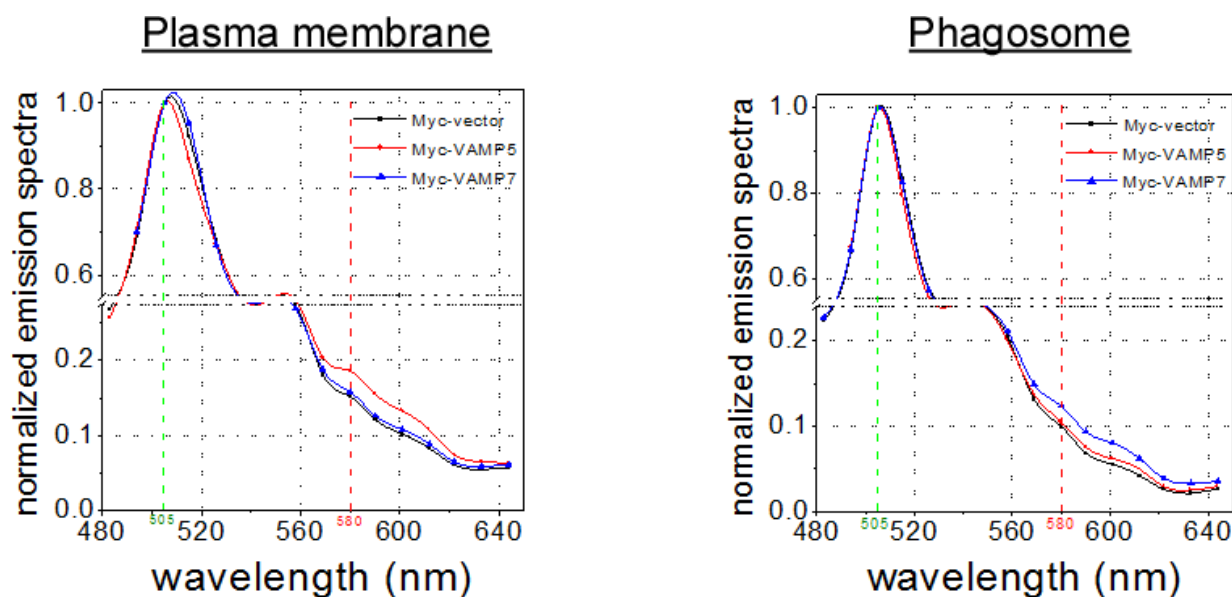 Plasma membrane
normalized emission spectra
1.0
0.8
0.6
0.2
0.1
0.0
Myc-vector
Myc-VAMP5
Myc-VAMP7
480 505 520 560 580 600 640
wavelength (nm)
Phagosome
normalized emission spectra
1.0
0.8
0.6
0.2
0.1
0.0
Myc-vector
Myc-VAMP5
Myc-VAMP7
480 505 520 560 580 600 640
wavelength (nm)